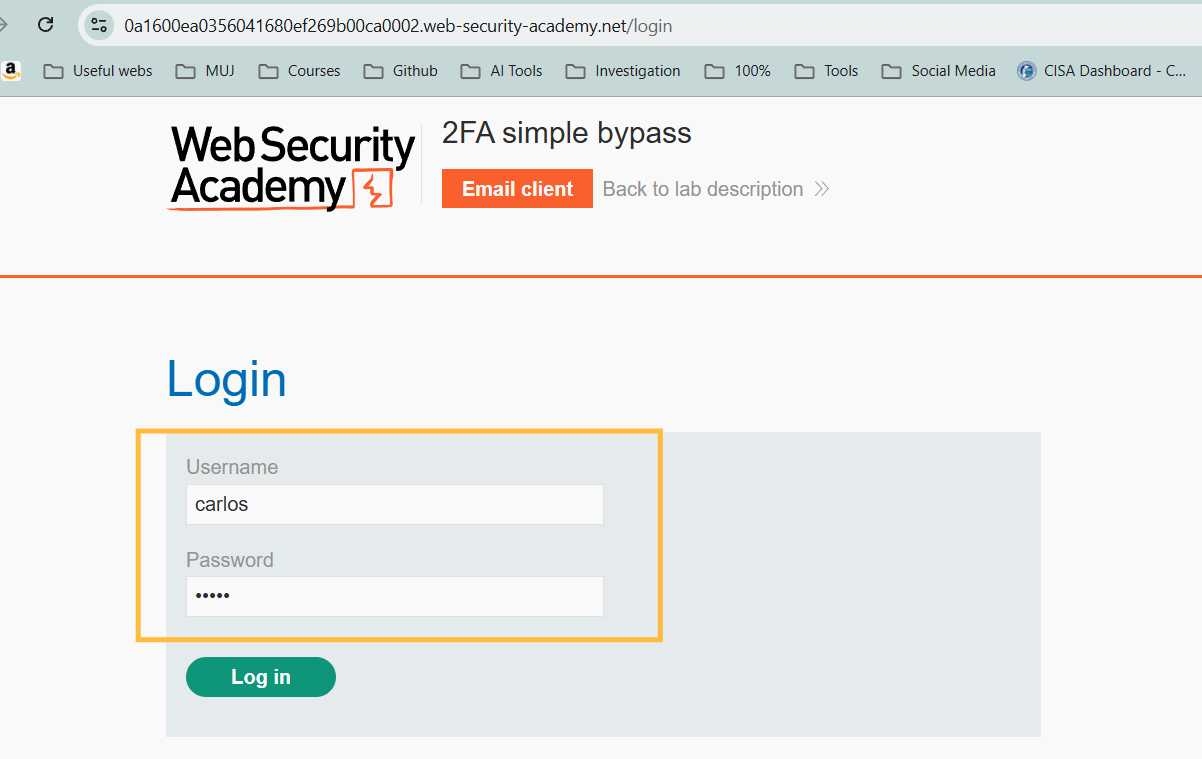 0a1600ea0356041680ef269b00ca0002.web-security-academy.net/login
a Useful webs MUJ Courses Github AI Tools Investigation 100% Tools Social Media CISA Dashboard - C...
Web Security
Academy
2FA simple bypass
Email client Back to lab description
Login
Username
carlos
Password
•••••
Log in